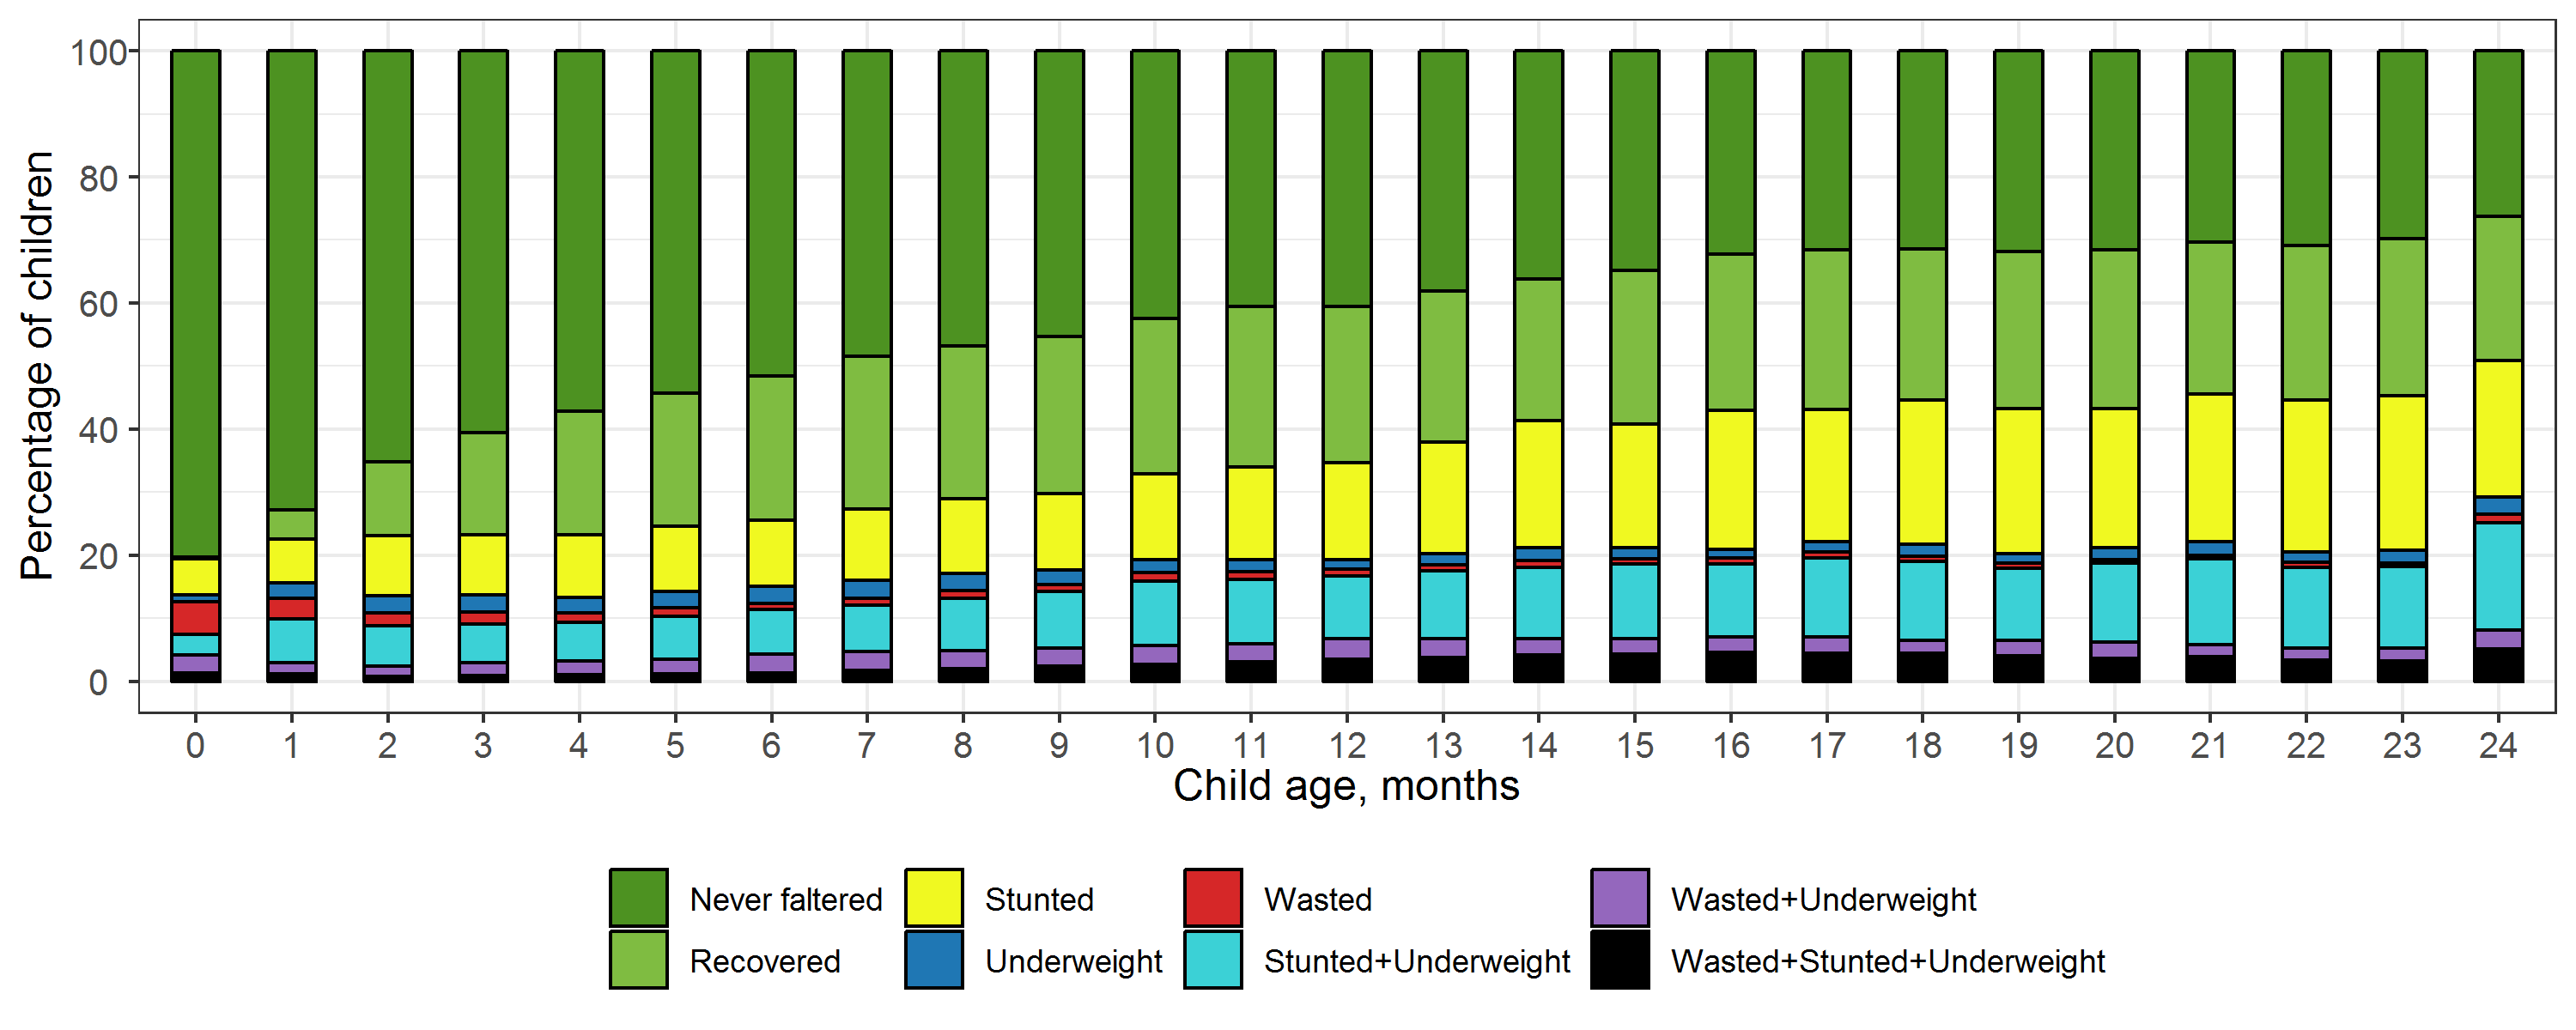 Percentage of children
100
80
60
40
20
0
0 1 2 3 4 5 6 7 8 9 10 11 12 13 14 15 16 17 18 19 20 21 22 23 24
Child age, months
Never faltered Stunted Wasted Wasted+Underweight
Recovered Underweight Stunted+Underweight Wasted+Stunted+Underweight